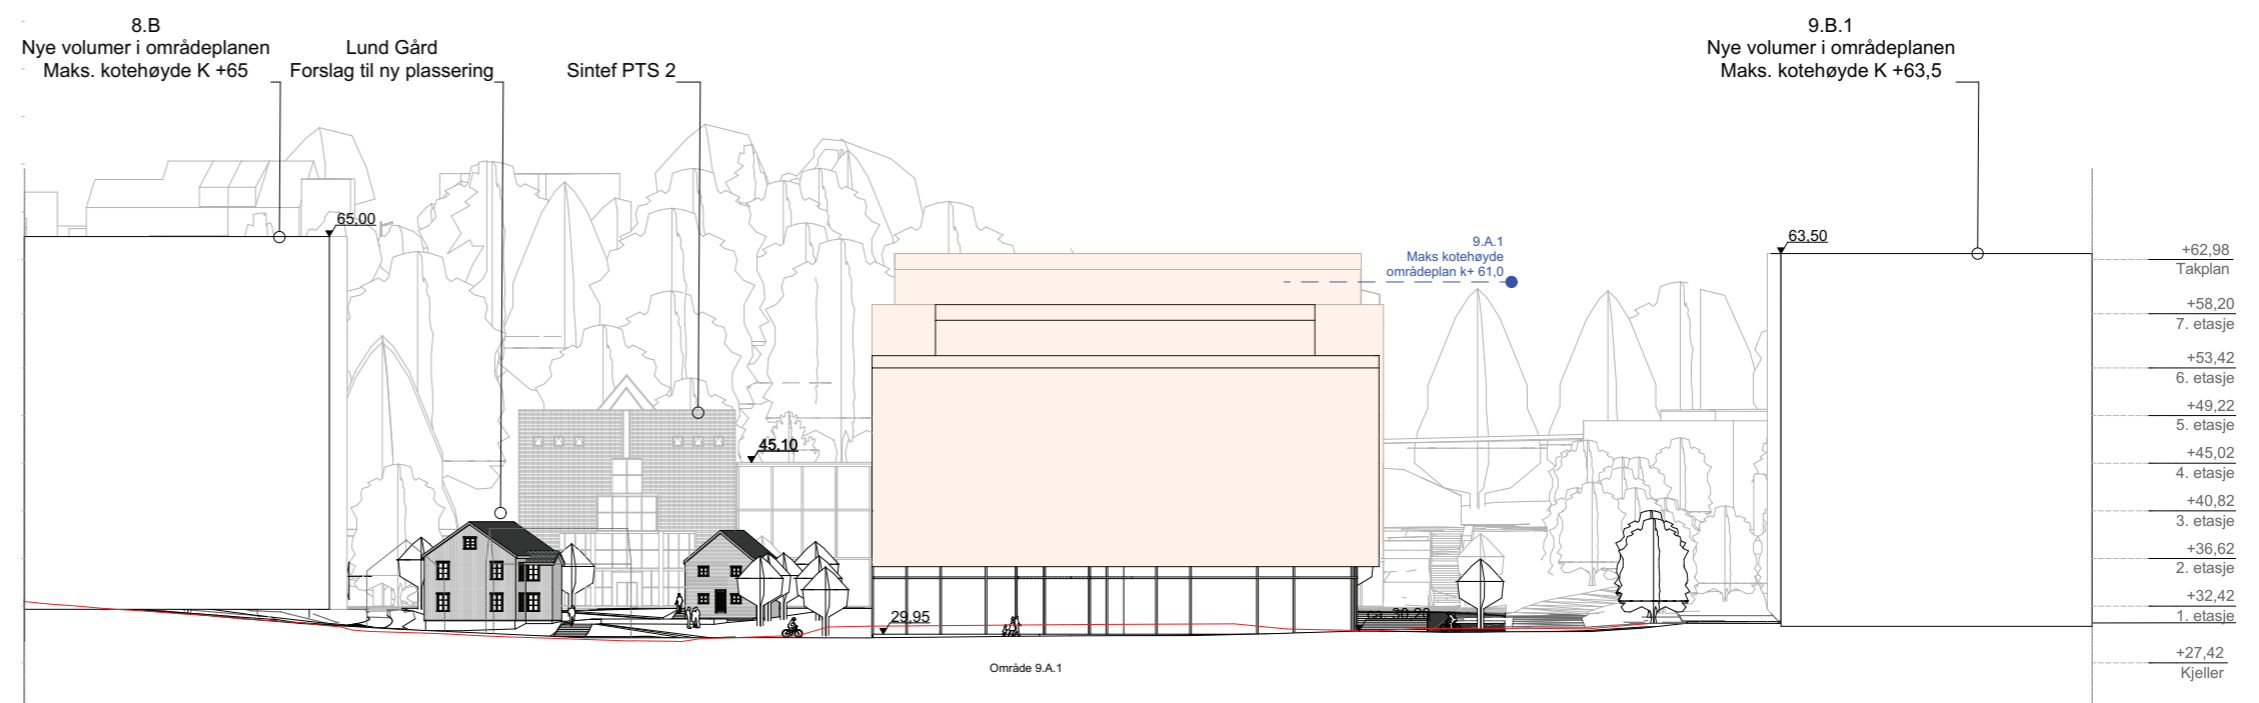 8.B
Nye volumer i områdeplanen
Maks. kotehøyde K +65
Lund Gård
Forslag til ny plassering
Sintef PTS 2
9.B.1
Nye volumer i områdeplanen
Maks. kotehøyde K +63,5
65,00
9.A.1
Maks kotehøyde
områdeplan k+ 61,0
63,50
45,10
29,95
ca. 30,20
Område 9.A.1
+62,98
Takplan
+58,20
7. etasje
+53,42
6. etasje
+49,22
5. etasje
+45,02
4. etasje
+40,82
3. etasje
+36,62
2. etasje
+32,42
1. etasje
+27,42
Kjeller